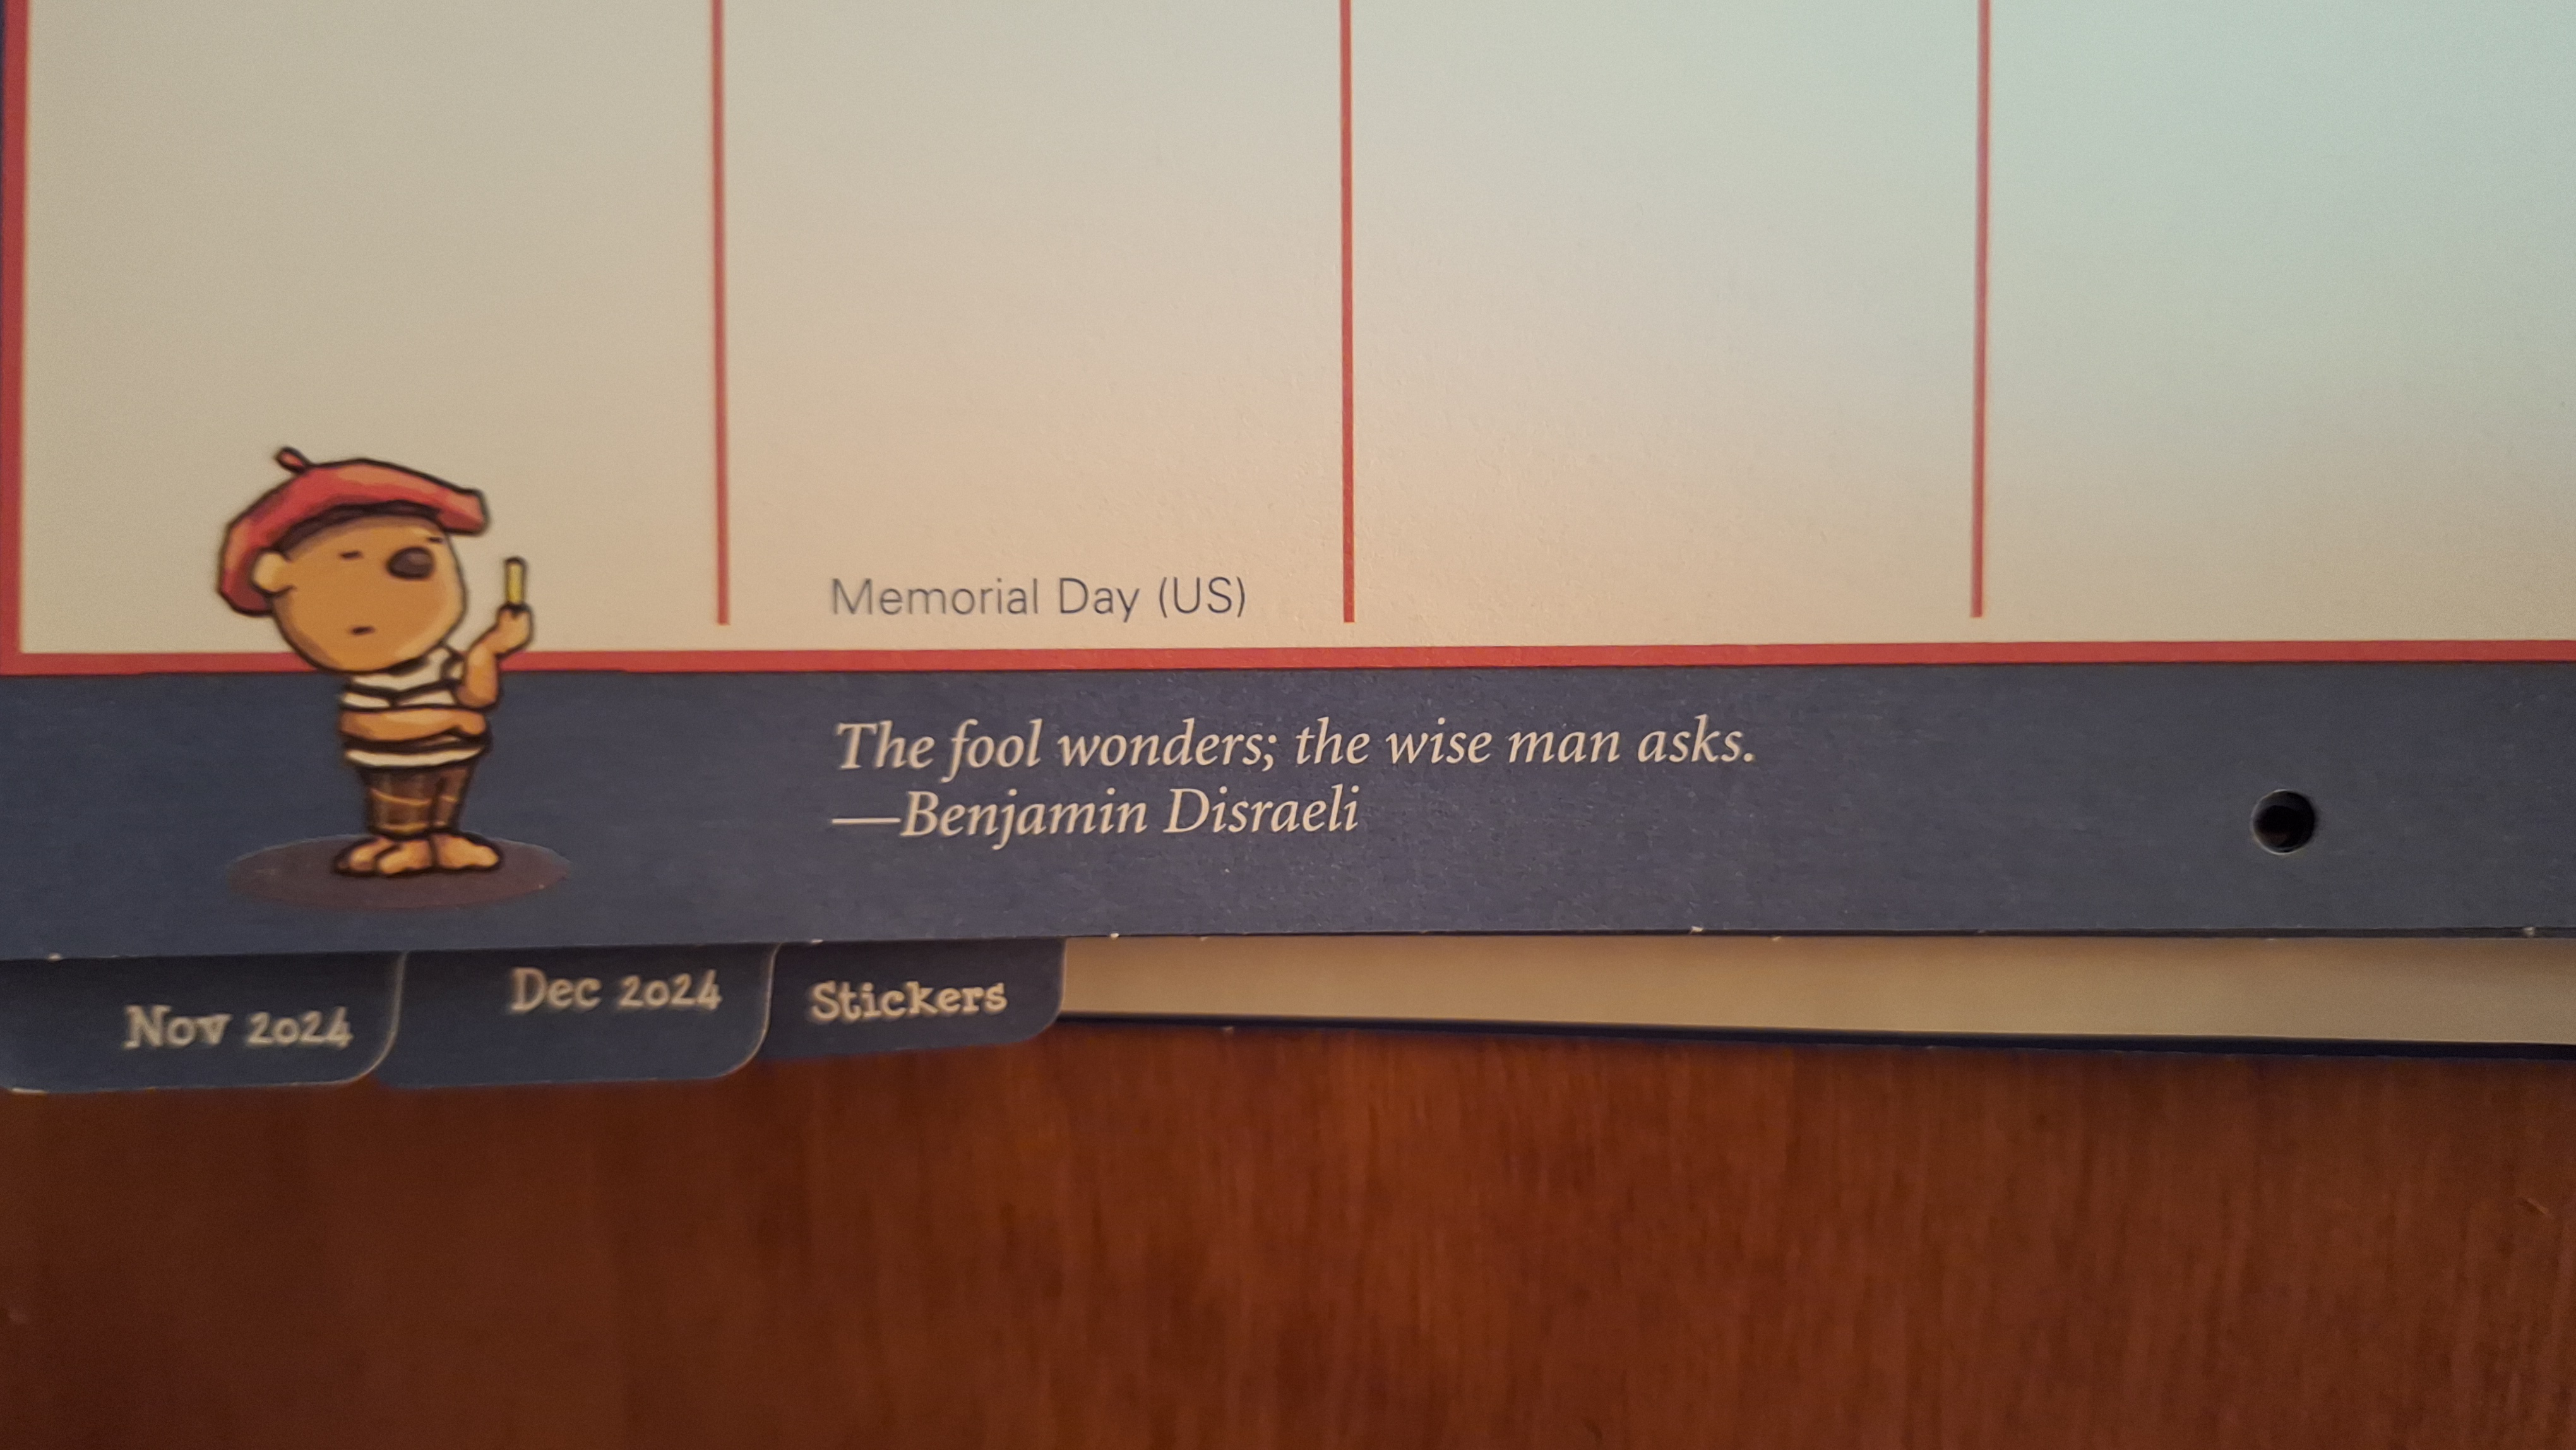 Memorial Day (US)
The fool wonders; the wise man asks.
—Benjamin Disraeli
Nov 2024
Dec 2024
Stickers